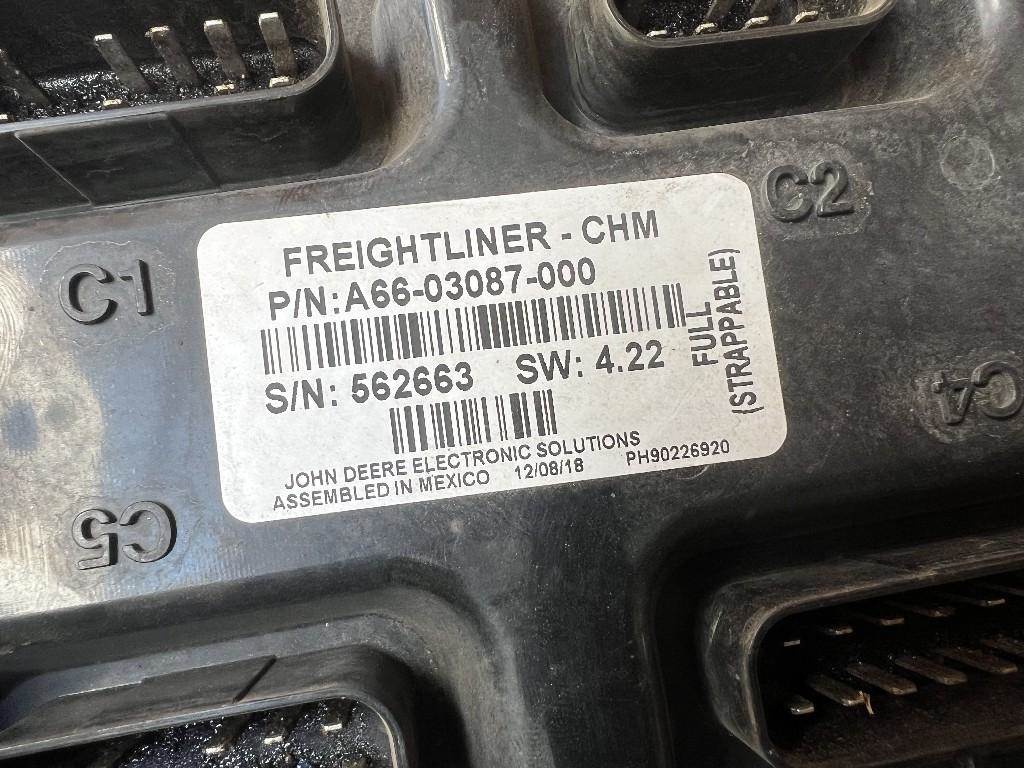 FREIGHTLINER - CHM
P/N: A66-03087-000
S/N: 562663 SW: 4.22
FULL
(STRAPPABLE)
JOHN DEERE ELECTRONIC SOLUTIONS
ASSEMBLED IN MEXICO 12/08/18 PH90226920
C1
C2
C4
C5